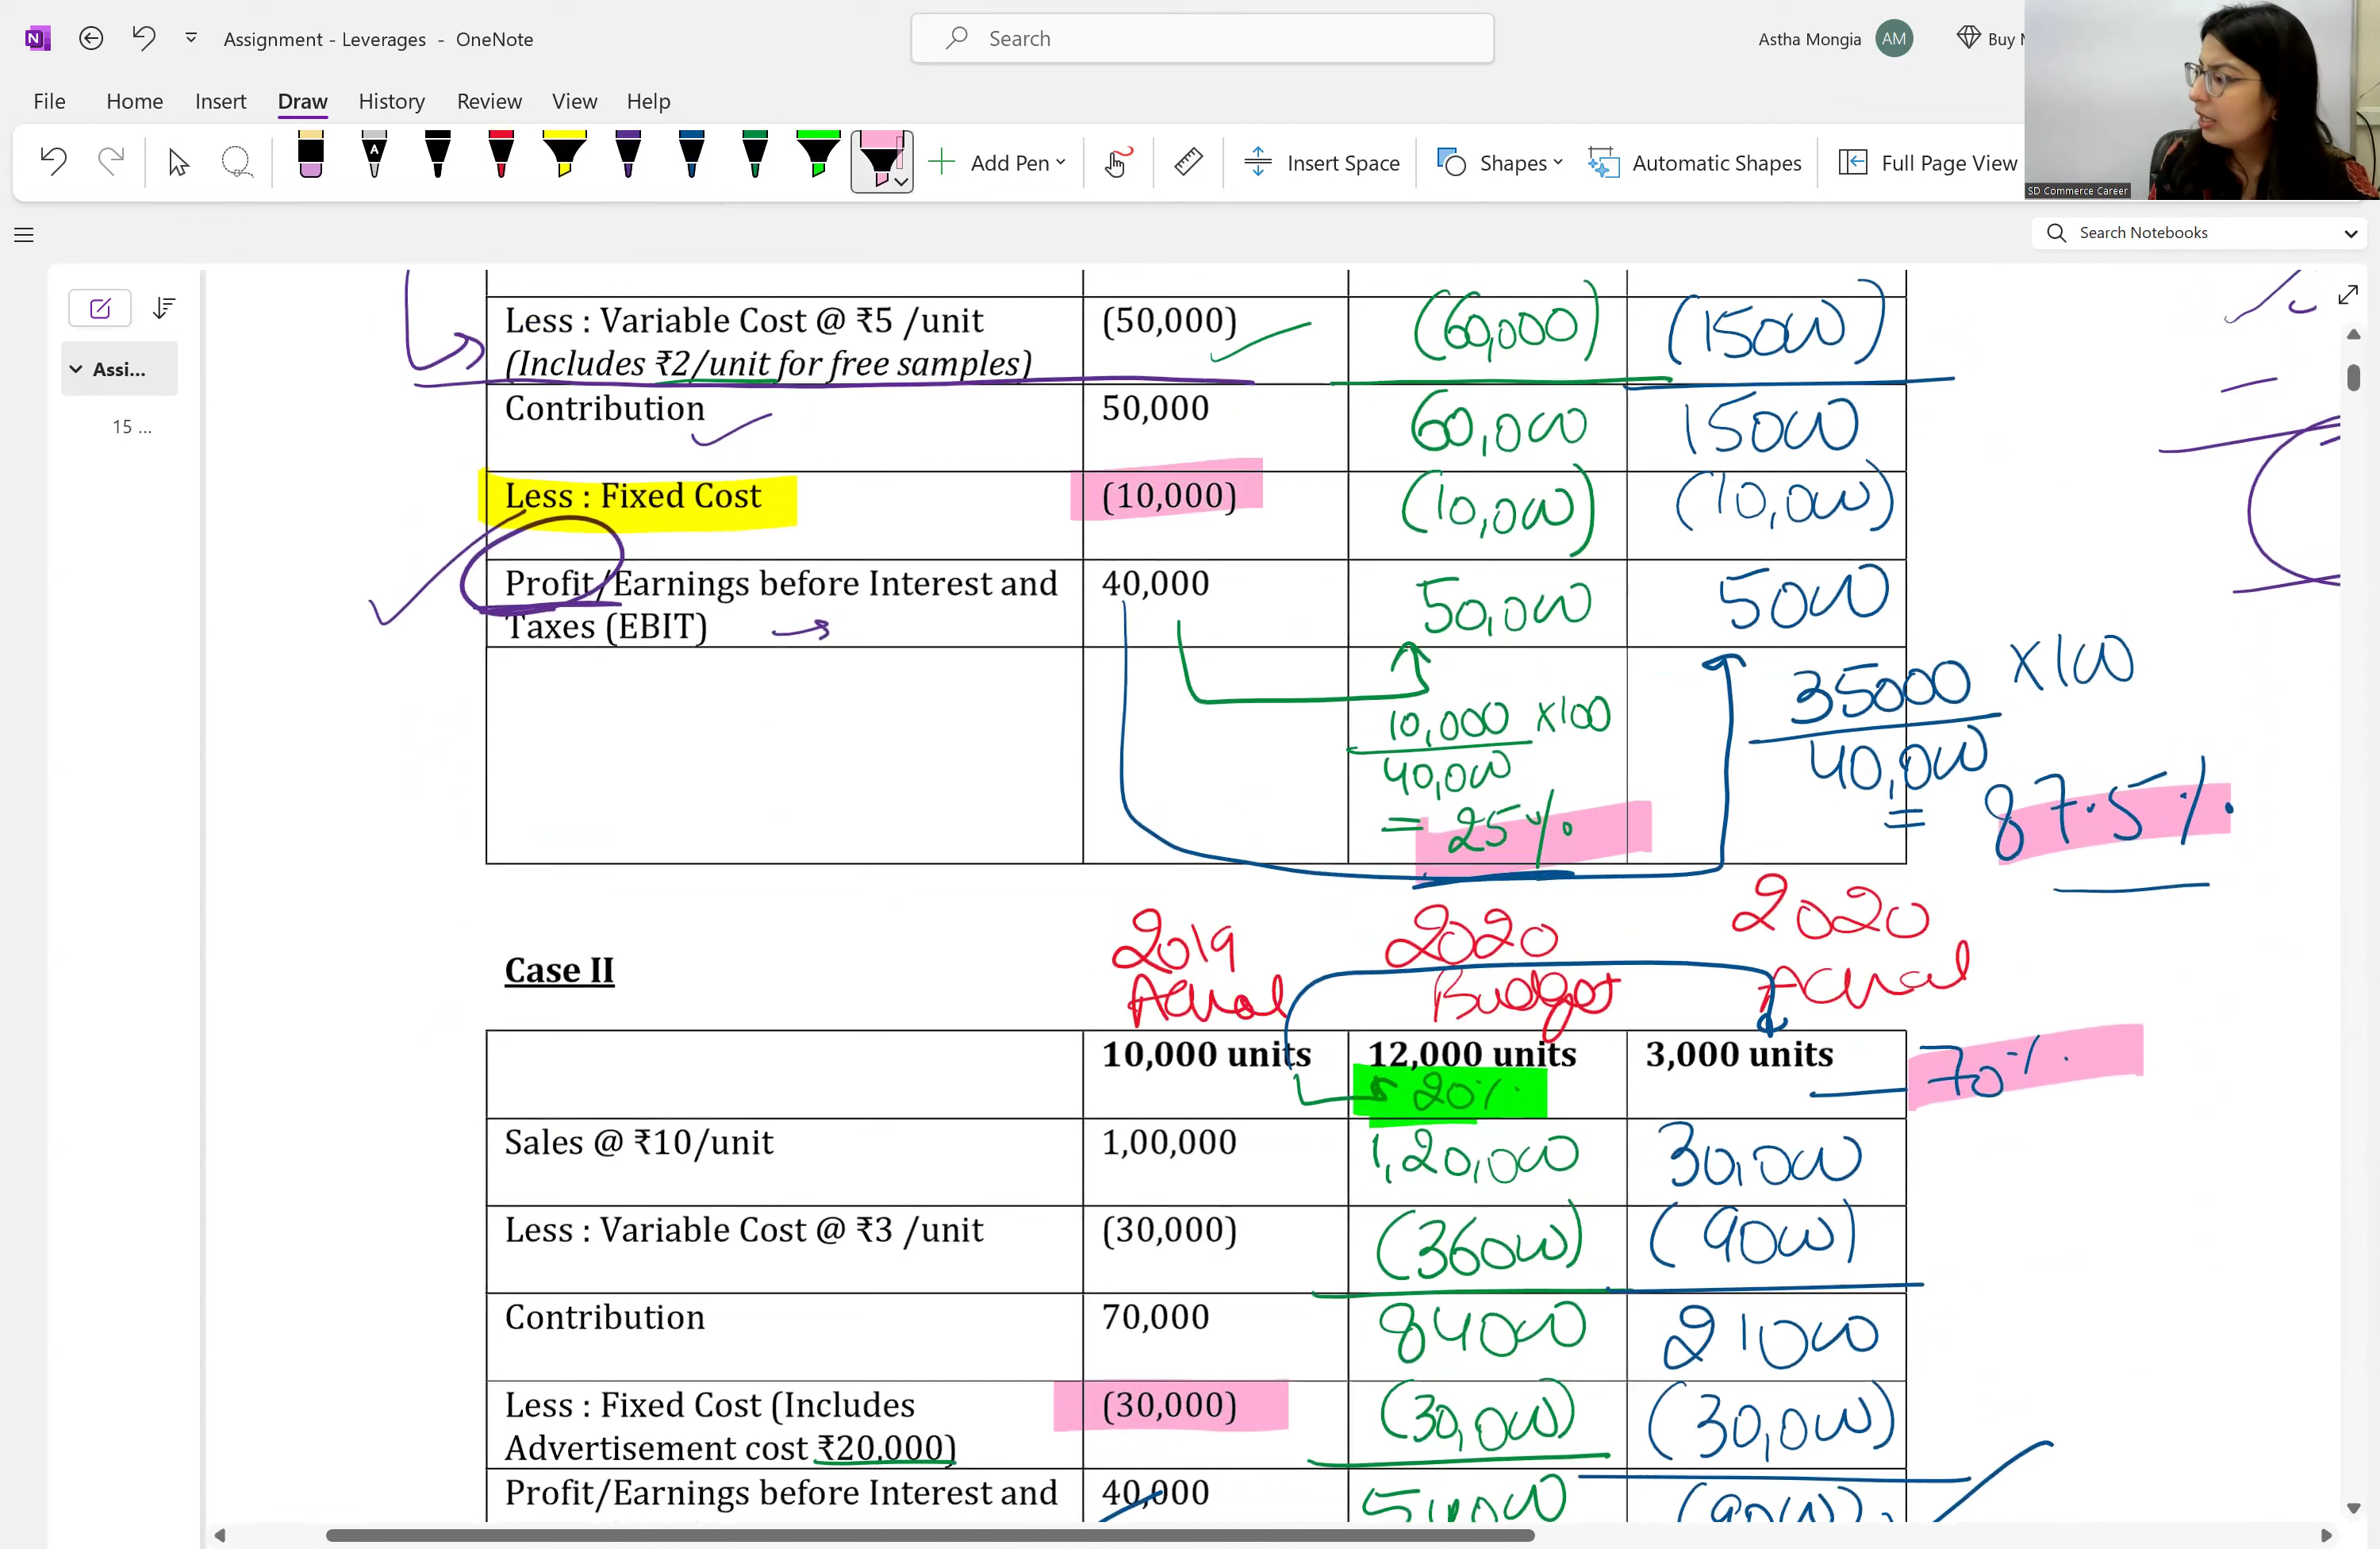 Assignment - Leverages - OneNote
Search
Astha Mongia AM
Buy
File Home Insert Draw History Review View Help
Add Pen Insert Space Shapes Automatic Shapes Full Page View
SD Commerce Career
Search Notebooks
Assi...
15 ...
Less : Variable Cost @ ₹5 /unit (50,000) (60,000) (15000)
(Includes ₹2/unit for free samples)
Contribution 50,000 60,000 15000
Less : Fixed Cost (10,000) (10,000) (10,000)
Profit/Earnings before Interest and 40,000 50,000 5000
Taxes (EBIT)
10,000 x100
40,000
= 25%
35000 x100
40,000
= 87.5%
Case II 2019 Actual 2020 Budget 2020 Actual
10,000 units 12,000 units 3,000 units
20% 70%
Sales @ ₹10/unit 1,00,000 1,20,000 30,000
Less : Variable Cost @ ₹3 /unit (30,000) (36000) (9000)
Contribution 70,000 84000 21000
Less : Fixed Cost (Includes (30,000) (30,000) (30,000)
Advertisement cost ₹20,000)
Profit/Earnings before Interest and 40,000 54000 (9000)